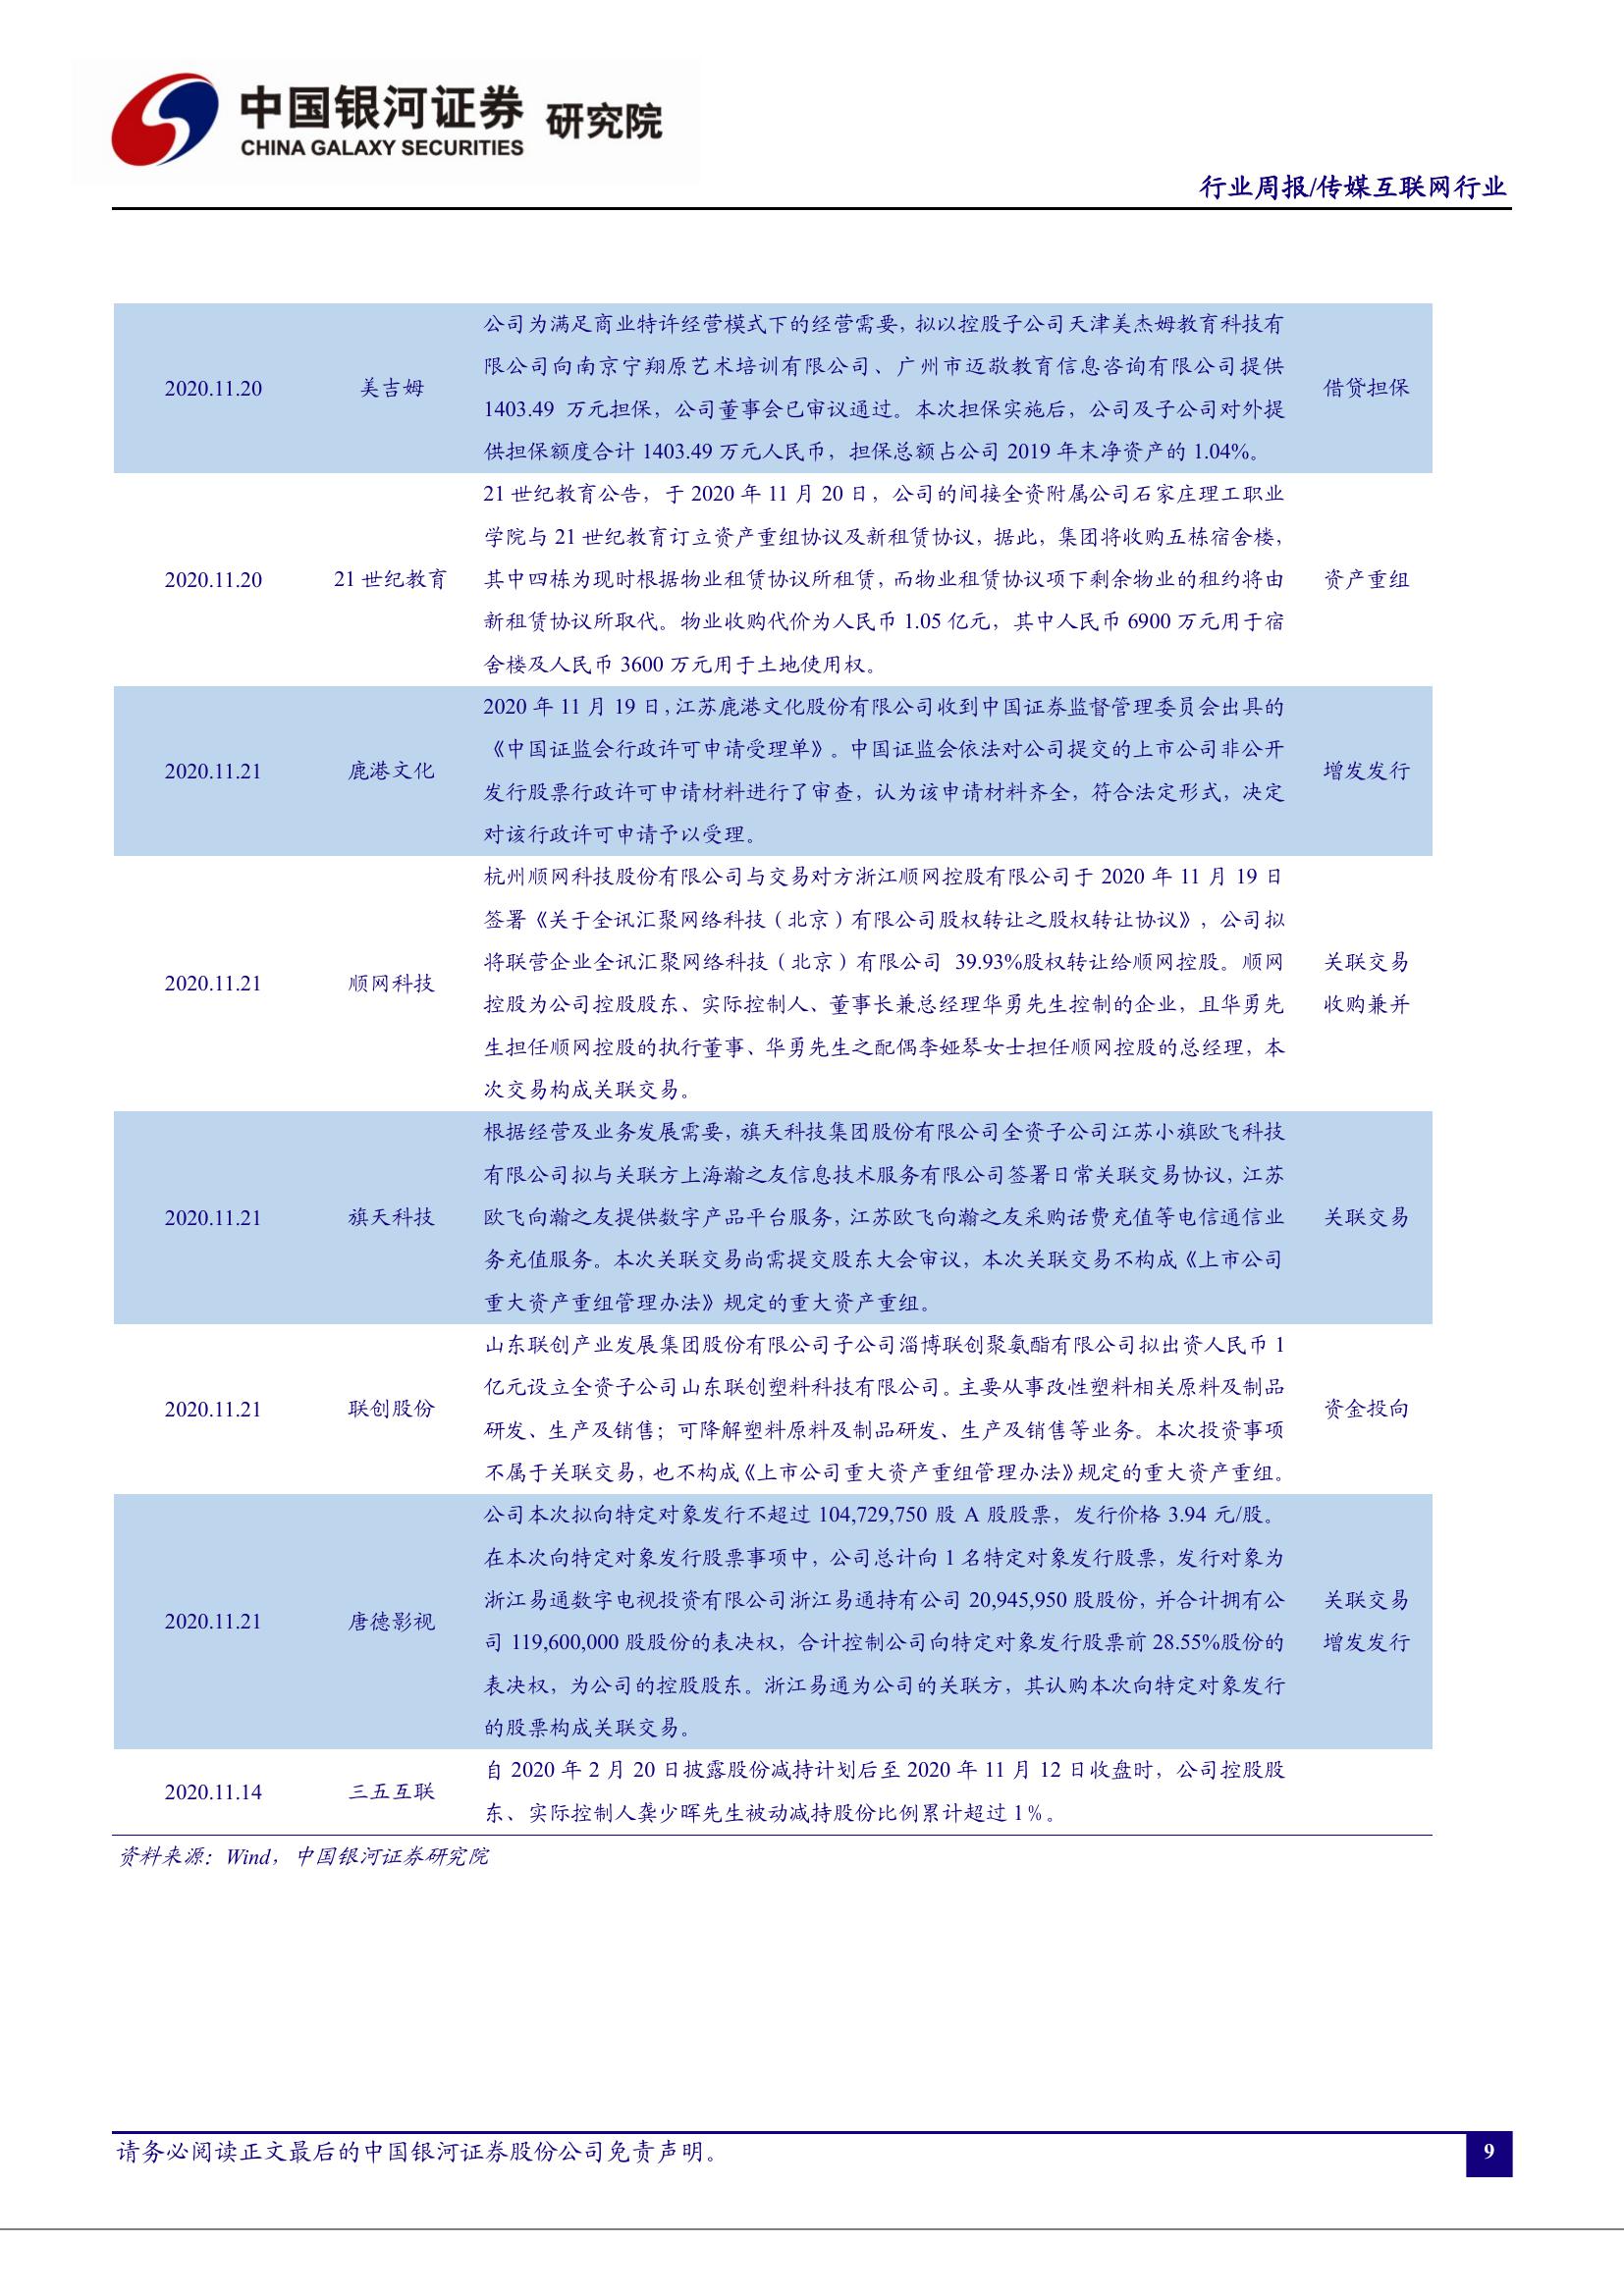 中国银河证券 研究院
CHINA GALAXY SECURITIES
行业周报/传媒互联网行业
公司为满足商业特许经营模式下的经营需要，拟以控股子公司天津美杰姆教育科技有
限公司向南京宁翔原艺术培训有限公司、广州市迈敬教育信息咨询有限公司提供
2020.11.20 美吉姆 借贷担保
1403.49 万元担保，公司董事会已审议通过。本次担保实施后，公司及子公司对外提
供担保额度合计 1403.49 万元人民币，担保总额占公司 2019 年末净资产的 1.04%。
21 世纪教育公告，于 2020 年 11 月 20 日，公司的间接全资附属公司石家庄理工职业
学院与 21 世纪教育订立资产重组协议及新租赁协议，据此，集团将收购五栋宿舍楼，
2020.11.20 21 世纪教育 其中四栋为现时根据物业租赁协议所租赁，而物业租赁协议项下剩余物业的租约将由 资产重组
新租赁协议所取代。物业收购代价为人民币 1.05 亿元，其中人民币 6900 万元用于宿
舍楼及人民币 3600 万元用于土地使用权。
2020 年 11 月 19 日，江苏鹿港文化股份有限公司收到中国证券监督管理委员会出具的
《中国证监会行政许可申请受理单》。中国证监会依法对公司提交的上市公司非公开
2020.11.21 鹿港文化 增发发行
发行股票行政许可申请材料进行了审查，认为该申请材料齐全，符合法定形式，决定
对该行政许可申请予以受理。
杭州顺网科技股份有限公司与交易对方浙江顺网控股有限公司于 2020 年 11 月 19 日
签署《关于全讯汇聚网络科技（北京）有限公司股权转让之股权转让协议》，公司拟
将联营企业全讯汇聚网络科技（北京）有限公司 39.93%股权转让给顺网控股。顺网 关联交易
2020.11.21 顺网科技
控股为公司控股股东、实际控制人、董事长兼总经理华勇先生控制的企业，且华勇先 收购兼并
生担任顺网控股的执行董事、华勇先生之配偶李娅琴女士担任顺网控股的总经理，本
次交易构成关联交易。
根据经营及业务发展需要，旗天科技集团股份有限公司全资子公司江苏小旗欧飞科技
有限公司拟与关联方上海瀚之友信息技术服务有限公司签署日常关联交易协议，江苏
2020.11.21 旗天科技 欧飞向瀚之友提供数字产品平台服务，江苏欧飞向瀚之友采购话费充值等电信通信业 关联交易
务充值服务。本次关联交易尚需提交股东大会审议，本次关联交易不构成《上市公司
重大资产重组管理办法》规定的重大资产重组。
山东联创产业发展集团股份有限公司子公司淄博联创聚氨酯有限公司拟出资人民币 1
亿元设立全资子公司山东联创塑料科技有限公司。主要从事改性塑料相关原料及制品
2020.11.21 联创股份 资金投向
研发、生产及销售；可降解塑料原料及制品研发、生产及销售等业务。本次投资事项
不属于关联交易，也不构成《上市公司重大资产重组管理办法》规定的重大资产重组。
公司本次拟向特定对象发行不超过 104,729,750 股 A 股股票，发行价格 3.94 元/股。
在本次向特定对象发行股票事项中，公司总计向 1 名特定对象发行股票，发行对象为
浙江易通数字电视投资有限公司浙江易通持有公司 20,945,950 股股份，并合计拥有公 关联交易
2020.11.21 唐德影视
司 119,600,000 股股份的表决权，合计控制公司向特定对象发行股票前 28.55%股份的 增发发行
表决权，为公司的控股股东。浙江易通为公司的关联方，其认购本次向特定对象发行
的股票构成关联交易。
自 2020 年 2 月 20 日披露股份减持计划后至 2020 年 11 月 12 日收盘时，公司控股股
2020.11.14 三五互联
东、实际控制人龚少晖先生被动减持股份比例累计超过 1%。
资料来源：Wind，中国银河证券研究院
请务必阅读正文最后的中国银河证券股份公司免责声明。
9